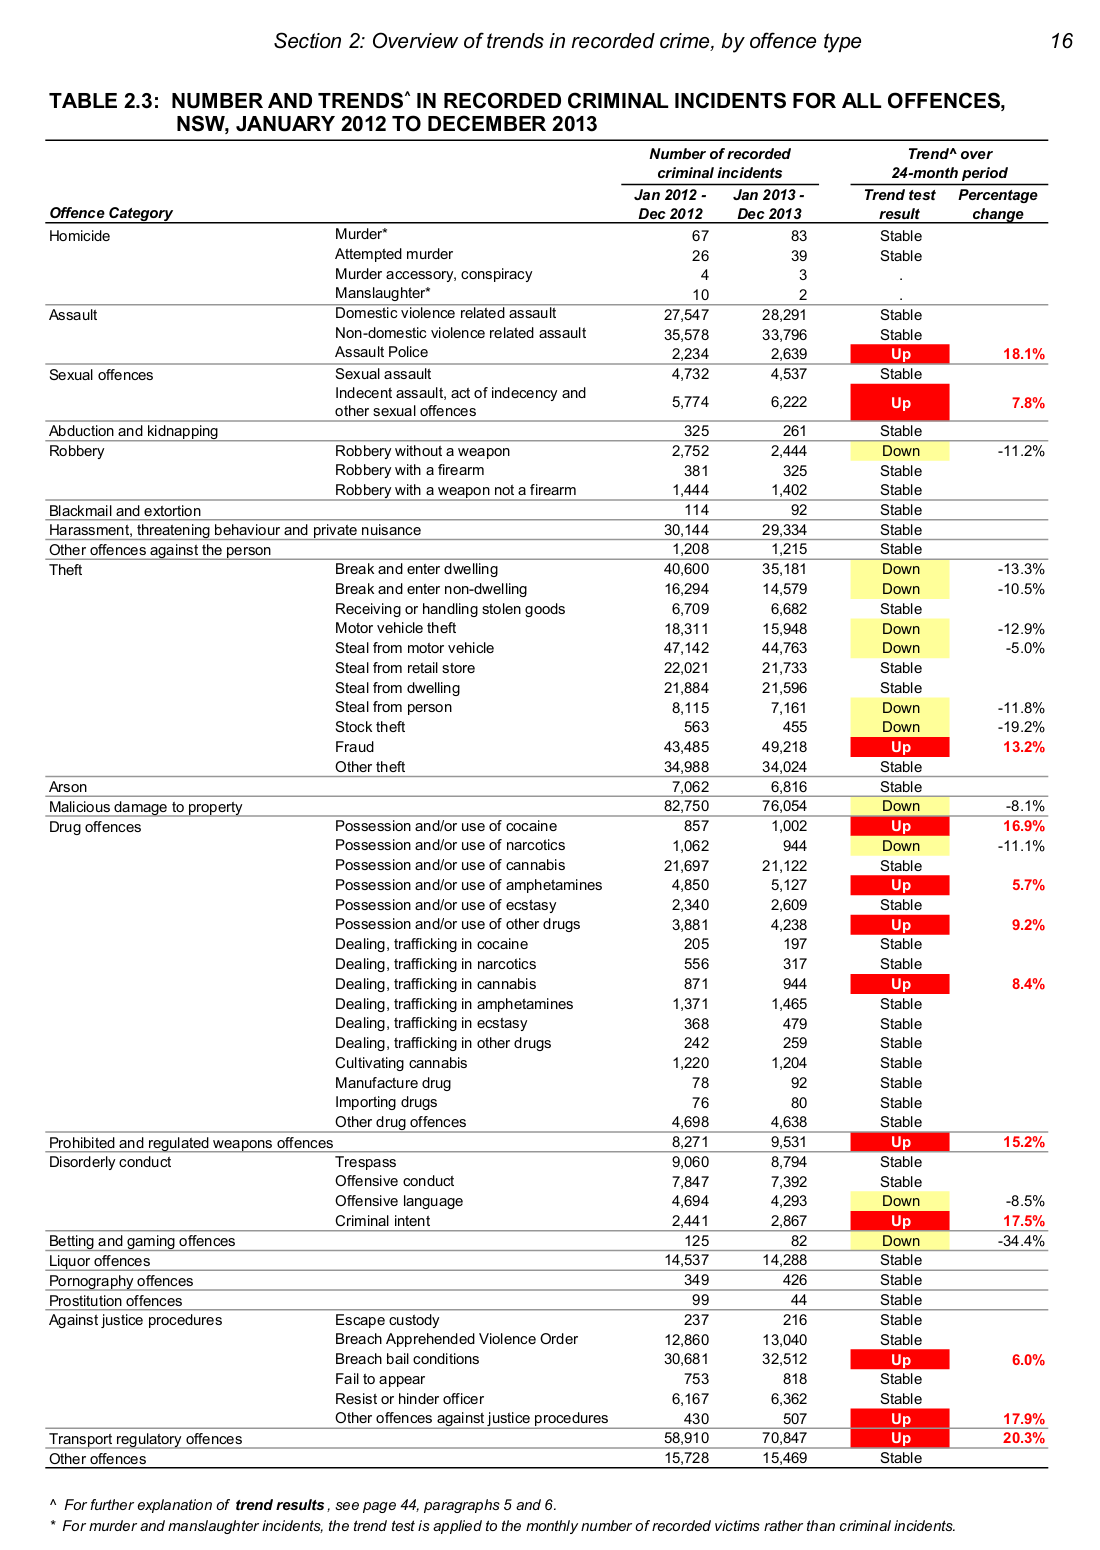 Section 2: Overview of trends in recorded crime, by offence type 16
TABLE 2.3: NUMBER AND TRENDS^ IN RECORDED CRIMINAL INCIDENTS FOR ALL OFFENCES,
NSW, JANUARY 2012 TO DECEMBER 2013
Number of recorded Trend^ over
criminal incidents 24-month period
Jan 2012 - Jan 2013 - Trend test Percentage
Offence Category Dec 2012 Dec 2013 result change
Homicide Murder* 67 83 Stable
Attempted murder 26 39 Stable
Murder accessory, conspiracy 4 3 .
Manslaughter* 10 2 .
Assault Domestic violence related assault 27,547 28,291 Stable
Non-domestic violence related assault 35,578 33,796 Stable
Assault Police 2,234 2,639 Up 18.1%
Sexual offences Sexual assault 4,732 4,537 Stable
Indecent assault, act of indecency and
other sexual offences 5,774 6,222 Up 7.8%
Abduction and kidnapping 325 261 Stable
Robbery Robbery without a weapon 2,752 2,444 Down -11.2%
Robbery with a firearm 381 325 Stable
Robbery with a weapon not a firearm 1,444 1,402 Stable
Blackmail and extortion 114 92 Stable
Harassment, threatening behaviour and private nuisance 30,144 29,334 Stable
Other offences against the person 1,208 1,215 Stable
Theft Break and enter dwelling 40,600 35,181 Down -13.3%
Break and enter non-dwelling 16,294 14,579 Down -10.5%
Receiving or handling stolen goods 6,709 6,682 Stable
Motor vehicle theft 18,311 15,948 Down -12.9%
Steal from motor vehicle 47,142 44,763 Down -5.0%
Steal from retail store 22,021 21,733 Stable
Steal from dwelling 21,884 21,596 Stable
Steal from person 8,115 7,161 Down -11.8%
Stock theft 563 455 Down -19.2%
Fraud 43,485 49,218 Up 13.2%
Other theft 34,988 34,024 Stable
Arson 7,062 6,816 Stable
Malicious damage to property 82,750 76,054 Down -8.1%
Drug offences Possession and/or use of cocaine 857 1,002 Up 16.9%
Possession and/or use of narcotics 1,062 944 Down -11.1%
Possession and/or use of cannabis 21,697 21,122 Stable
Possession and/or use of amphetamines 4,850 5,127 Up 5.7%
Possession and/or use of ecstasy 2,340 2,609 Stable
Possession and/or use of other drugs 3,881 4,238 Up 9.2%
Dealing, trafficking in cocaine 205 197 Stable
Dealing, trafficking in narcotics 556 317 Stable
Dealing, trafficking in cannabis 871 944 Up 8.4%
Dealing, trafficking in amphetamines 1,371 1,465 Stable
Dealing, trafficking in ecstasy 368 479 Stable
Dealing, trafficking in other drugs 242 259 Stable
Cultivating cannabis 1,220 1,204 Stable
Manufacture drug 78 92 Stable
Importing drugs 76 80 Stable
Other drug offences 4,698 4,638 Stable
Prohibited and regulated weapons offences 8,271 9,531 Up 15.2%
Disorderly conduct Trespass 9,060 8,794 Stable
Offensive conduct 7,847 7,392 Stable
Offensive language 4,694 4,293 Down -8.5%
Criminal intent 2,441 2,867 Up 17.5%
Betting and gaming offences 125 82 Down -34.4%
Liquor offences 14,537 14,288 Stable
Pornography offences 349 426 Stable
Prostitution offences 99 44 Stable
Against justice procedures Escape custody 237 216 Stable
Breach Apprehended Violence Order 12,860 13,040 Stable
Breach bail conditions 30,681 32,512 Up 6.0%
Fail to appear 753 818 Stable
Resist or hinder officer 6,167 6,362 Stable
Other offences against justice procedures 430 507 Up 17.9%
Transport regulatory offences 58,910 70,847 Up 20.3%
Other offences 15,728 15,469 Stable
^ For further explanation of trend results, see page 44, paragraphs 5 and 6.
* For murder and manslaughter incidents, the trend test is applied to the monthly number of recorded victims rather than criminal incidents.